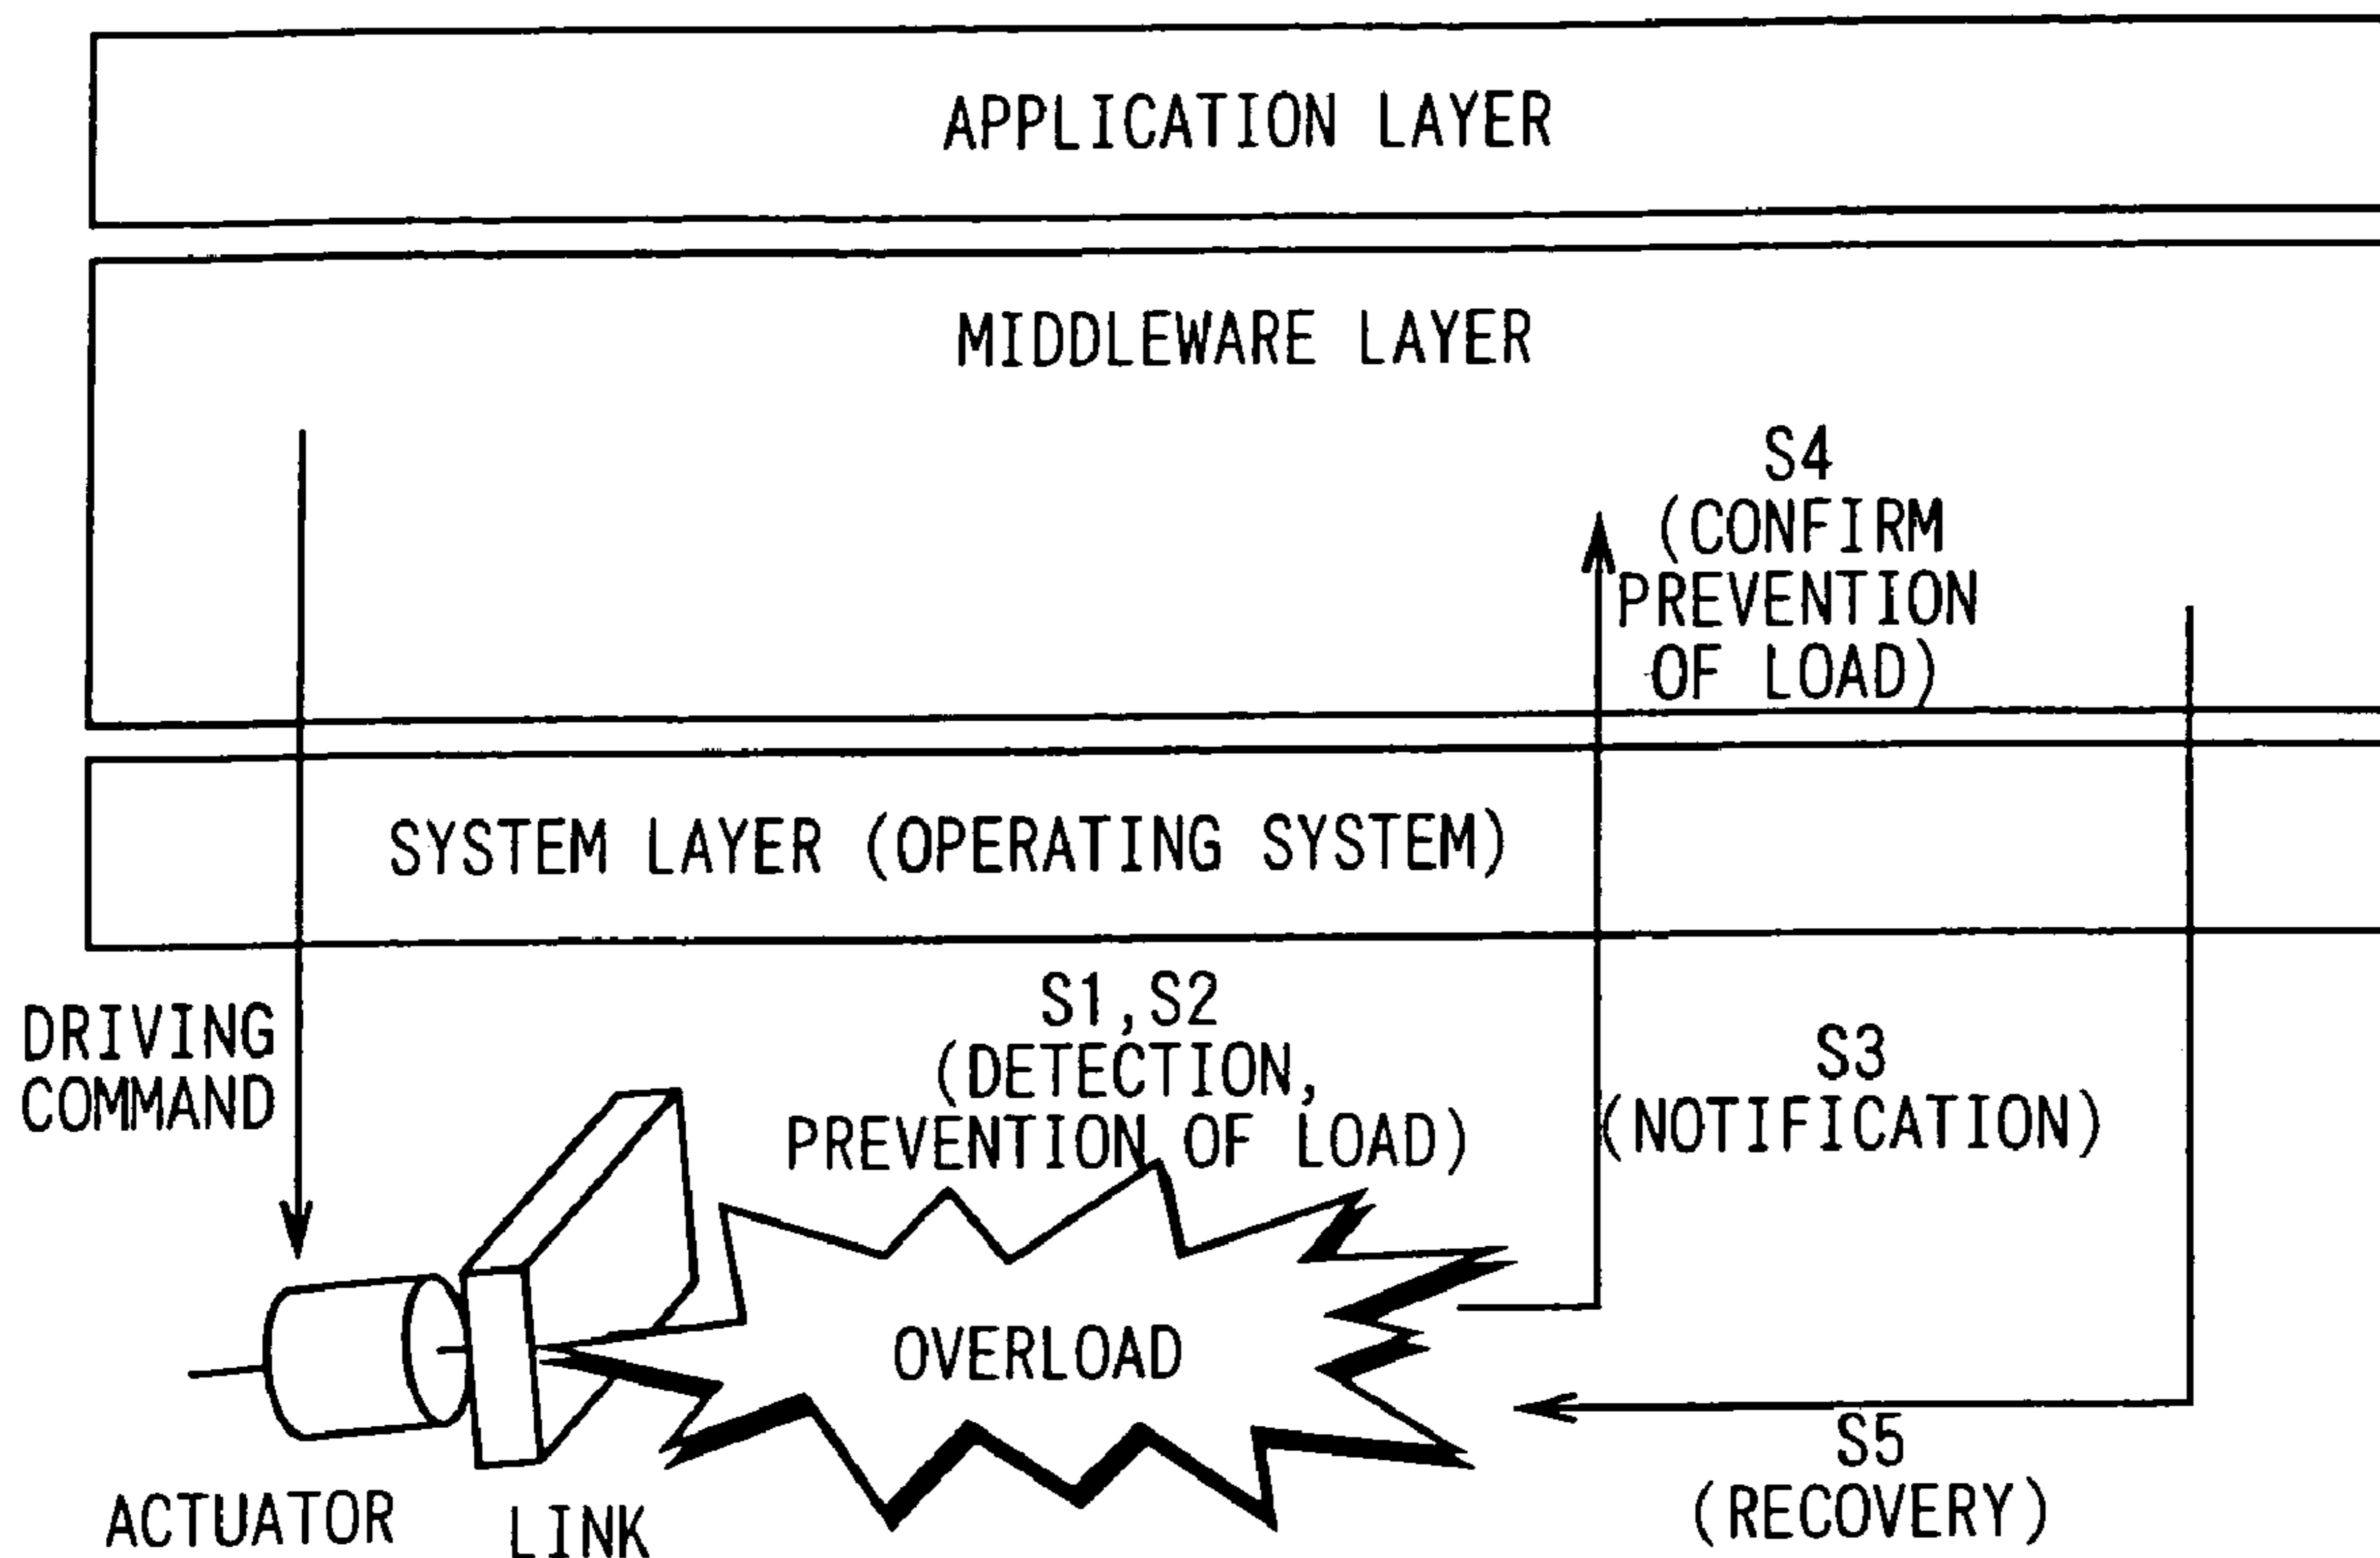 APPLICATION LAYER
MIDDLEWARE LAYER
S4
(CONFIRM
PREVENTION
OF LOAD)
SYSTEM LAYER (OPERATING SYSTEM)
DRIVING
COMMAND
S1,S2
(DETECTION,
PREVENTION OF LOAD)
S3
(NOTIFICATION)
OVERLOAD
S5
(RECOVERY)
ACTUATOR
LINK